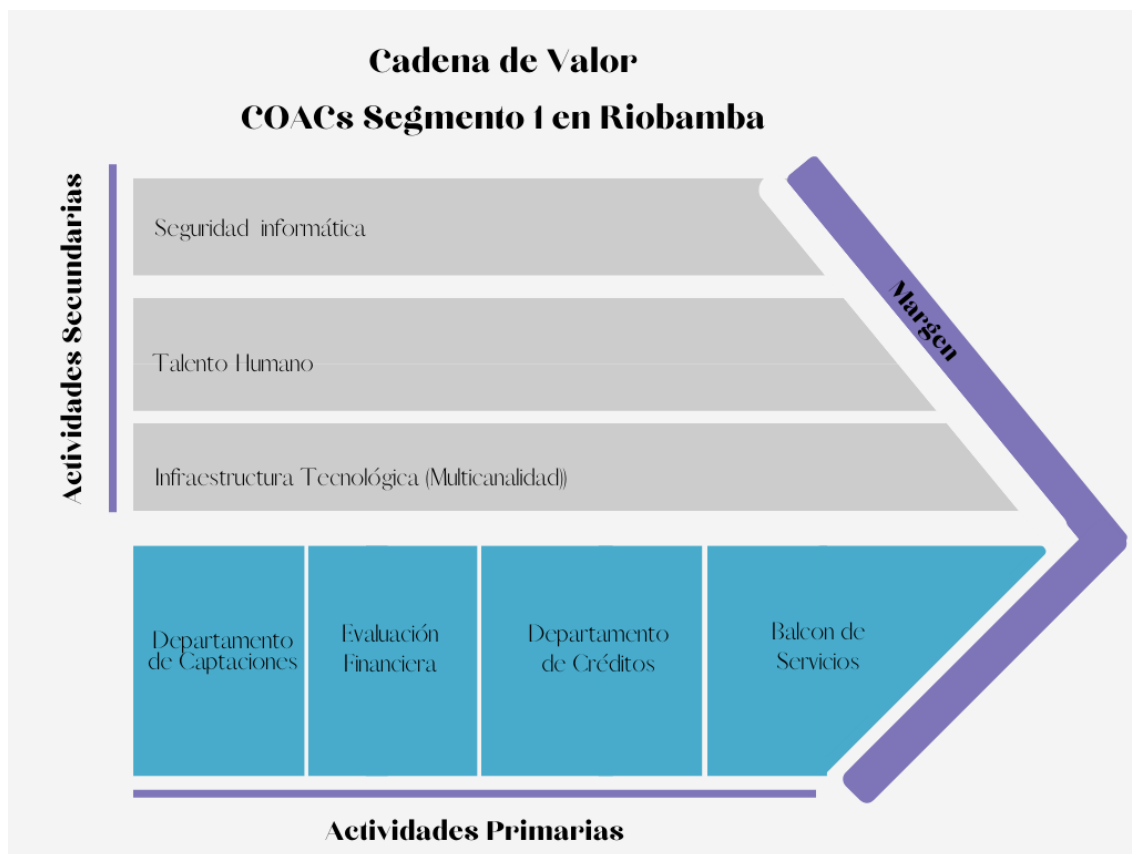 Cadena de Valor
COACs Segmento 1 en Riobamba
Actividades Secundarias
Seguridad informática
Talento Humano
Infraestructura Tecnológica (Multicanalidad))
Margen
Departamento
de Captaciones
Evaluación
Financiera
Departamento
de Créditos
Balcon de
Servicios
Actividades Primarias